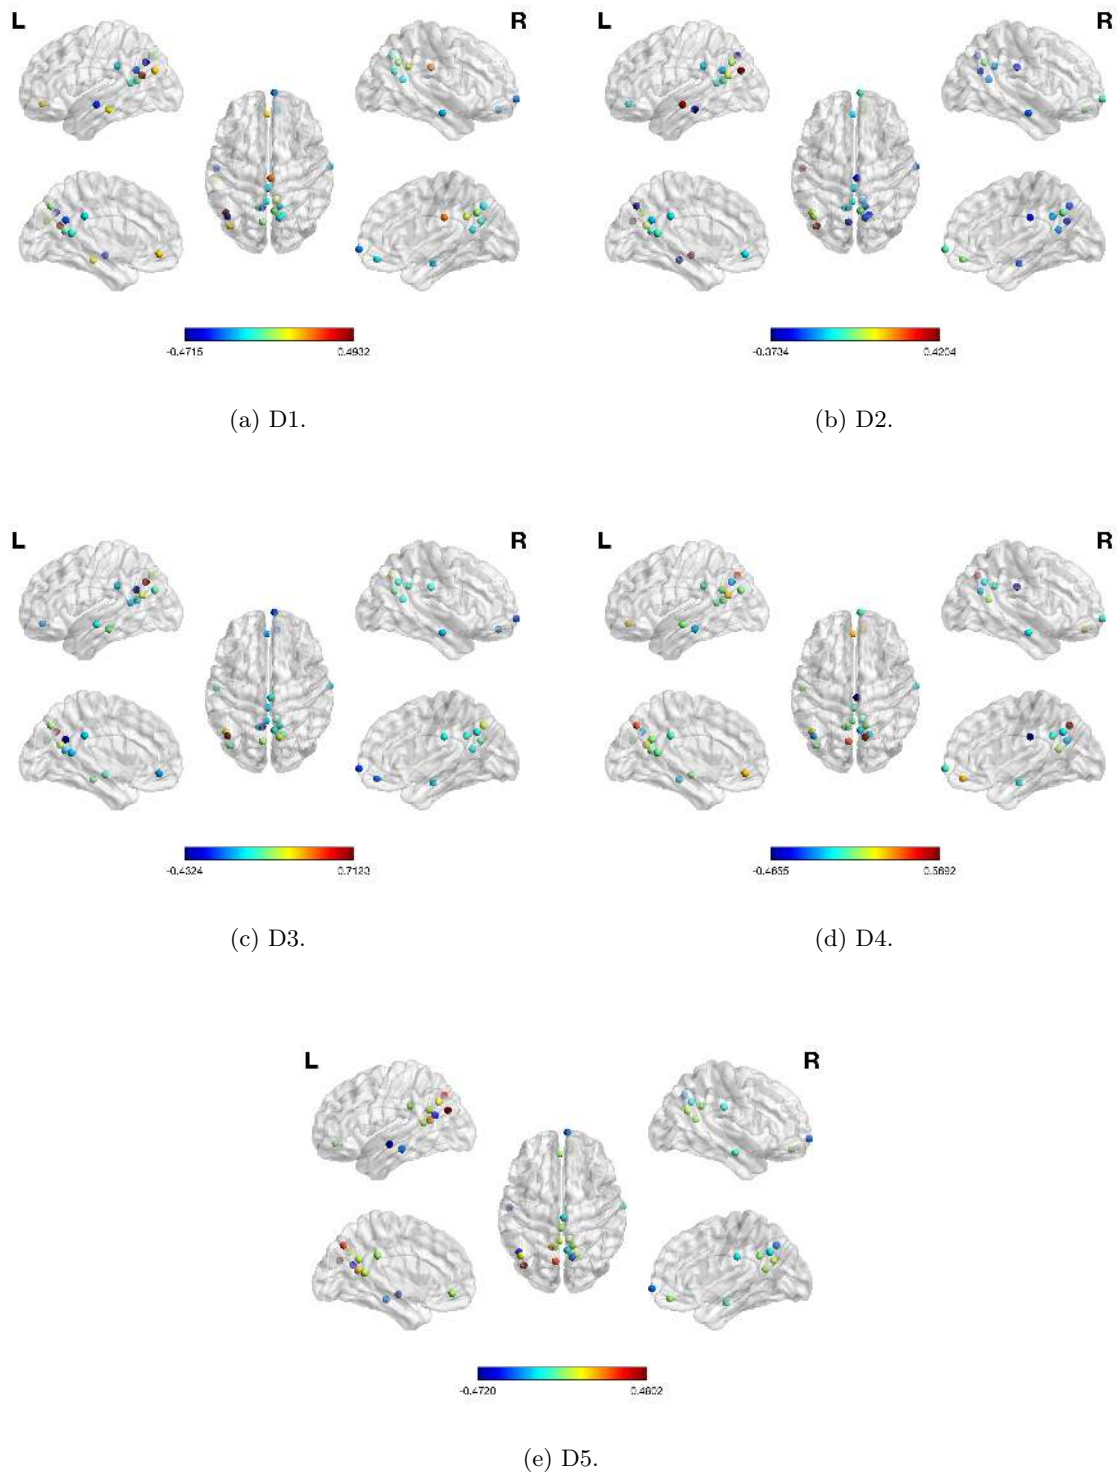 L R L R
-0.4715 0.4932 -0.3734 0.4204
(a) D1. (b) D2.
L R L R
-0.4324 0.7123 -0.4655 0.5692
(c) D3. (d) D4.
L R
-0.4720 0.4802
(e) D5.